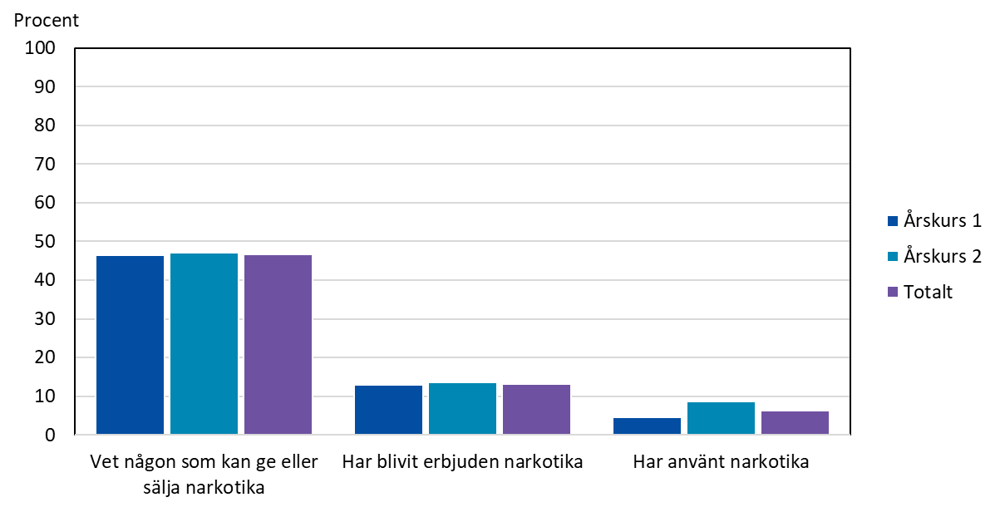 Procent
100
90
80
70
60
50
40
30
20
10
0
Vet någon som kan ge eller
sälja narkotika
Har blivit erbjuden narkotika
Har använt narkotika
Årskurs 1
Årskurs 2
Totalt